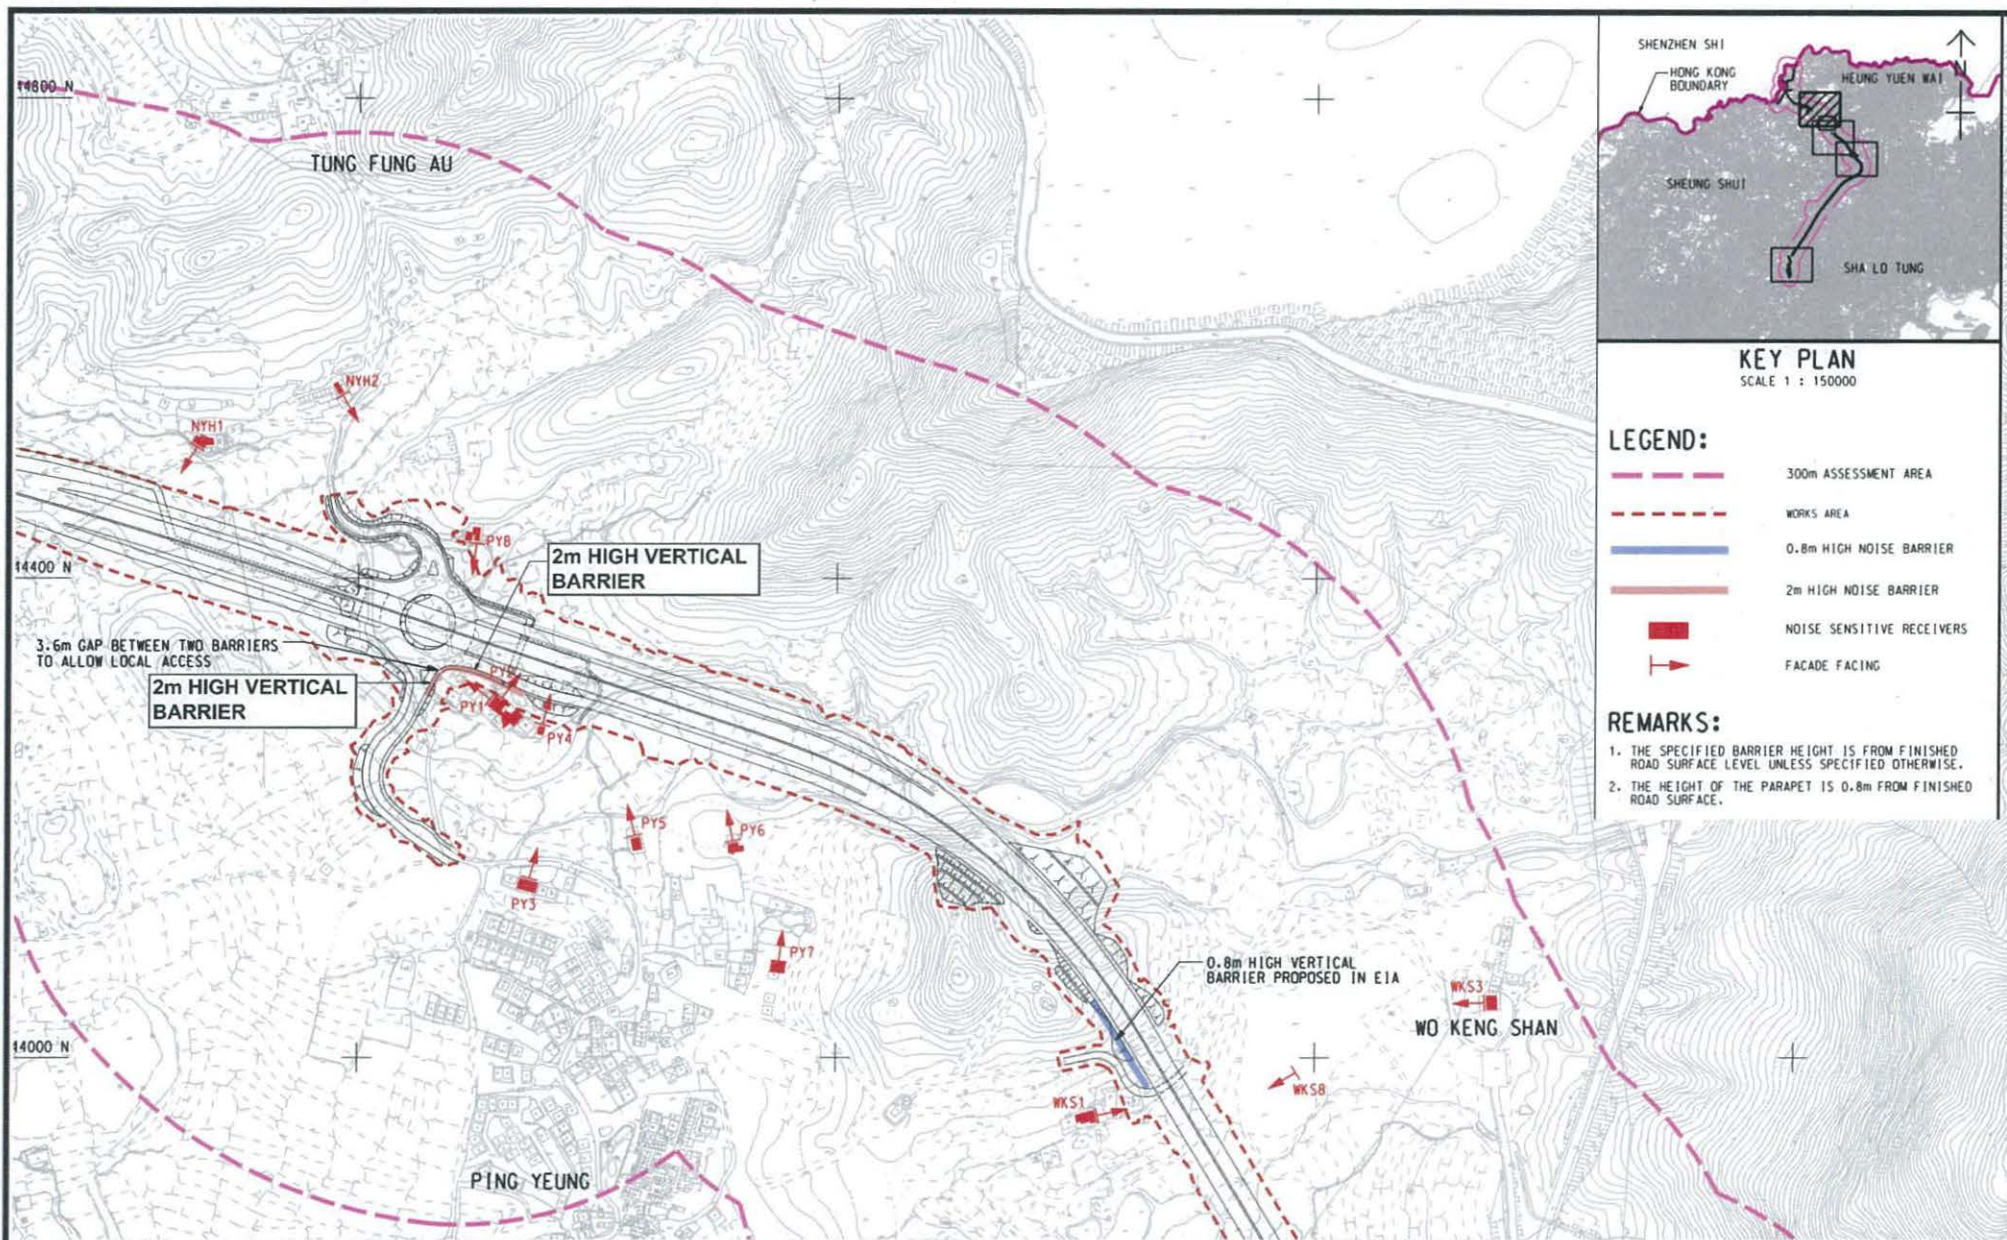 44800 N
TUNG FUNG AU
NYH2
NYH1
PY8
2m HIGH VERTICAL
BARRIER
44400 N
3.6m GAP BETWEEN TWO BARRIERS
TO ALLOW LOCAL ACCESS
2m HIGH VERTICAL
BARRIER
PY1
PY4
PY5
PY6
PY3
PY7
0.8m HIGH VERTICAL
BARRIER PROPOSED IN EIA
WKS3
WO KENG SHAN
44000 N
WKS8
WKS1
PING YEUNG
SHENZHEN SHI
HONG KONG
BOUNDARY
HEUNG YUEN WAI
N
SHEUNG SHUI
SHA LO TUNG
KEY PLAN
SCALE 1 : 150000
LEGEND:
300m ASSESSMENT AREA
WORKS AREA
0.8m HIGH NOISE BARRIER
2m HIGH NOISE BARRIER
NOISE SENSITIVE RECEIVERS
FACADE FACING
REMARKS:
1. THE SPECIFIED BARRIER HEIGHT IS FROM FINISHED
ROAD SURFACE LEVEL UNLESS SPECIFIED OTHERWISE.
2. THE HEIGHT OF THE PARAPET IS 0.8m FROM FINISHED
ROAD SURFACE.